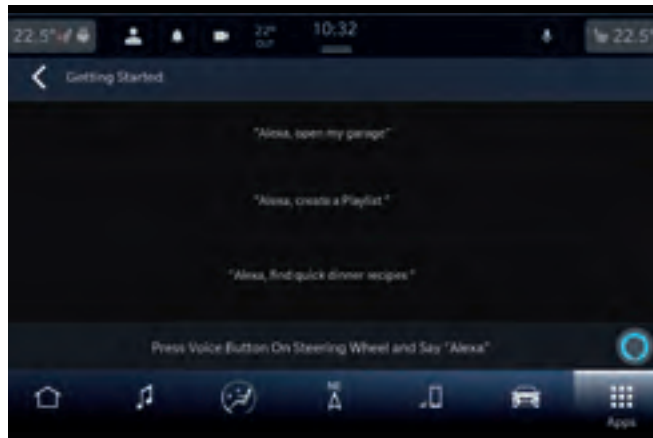 22.5°
22°
OUT
10:32
22.5°
Getting Started
"Alexa, open my garage"
"Alexa, create a Playlist "
"Alexa, find quick dinner recipes "
Press Voice Button On Steering Wheel and Say "Alexa"
NE
Apps